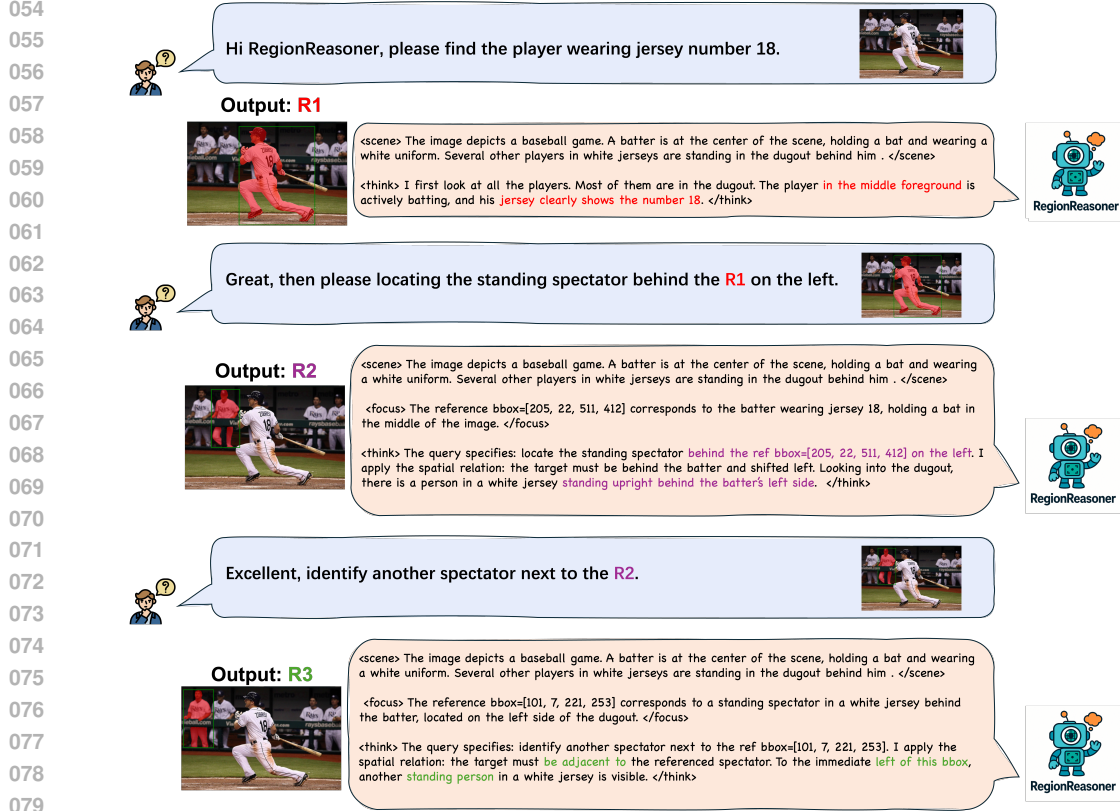 054
055
056
057
058
059
060
061
062
063
064
065
066
067
068
069
070
071
072
073
074
075
076
077
078
079
Hi RegionReasoner, please find the player wearing jersey number 18.
Output: R1
<scene> The image depicts a baseball game. A batter is at the center of the scene, holding a bat and wearing a
white uniform. Several other players in white jerseys are standing in the dugout behind him . </scene>
<think> I first look at all the players. Most of them are in the dugout. The player in the middle foreground is
actively batting, and his jersey clearly shows the number 18. </think>
RegionReasoner
Great, then please locating the standing spectator behind the R1 on the left.
Output: R2
<scene> The image depicts a baseball game. A batter is at the center of the scene, holding a bat and wearing
a white uniform. Several other players in white jerseys are standing in the dugout behind him . </scene>
<focus> The reference bbox=[205, 22, 511, 412] corresponds to the batter wearing jersey 18, holding a bat in
the middle of the image. </focus>
<think> The query specifies: locate the standing spectator behind the ref bbox=[205, 22, 511, 412] on the left. I
apply the spatial relation: the target must be behind the batter and shifted left. Looking into the dugout,
there is a person in a white jersey standing upright behind the batter's left side. </think>
RegionReasoner
Excellent, identify another spectator next to the R2.
Output: R3
<scene> The image depicts a baseball game. A batter is at the center of the scene, holding a bat and wearing
a white uniform. Several other players in white jerseys are standing in the dugout behind him . </scene>
<focus> The reference bbox=[101, 7, 221, 253] corresponds to a standing spectator in a white jersey behind
the batter, located on the left side of the dugout. </focus>
<think> The query specifies: identify another spectator next to the ref bbox=[101, 7, 221, 253]. I apply the
spatial relation: the target must be adjacent to the referenced spectator. To the immediate left of this bbox,
another standing person in a white jersey is visible. </think>
RegionReasoner